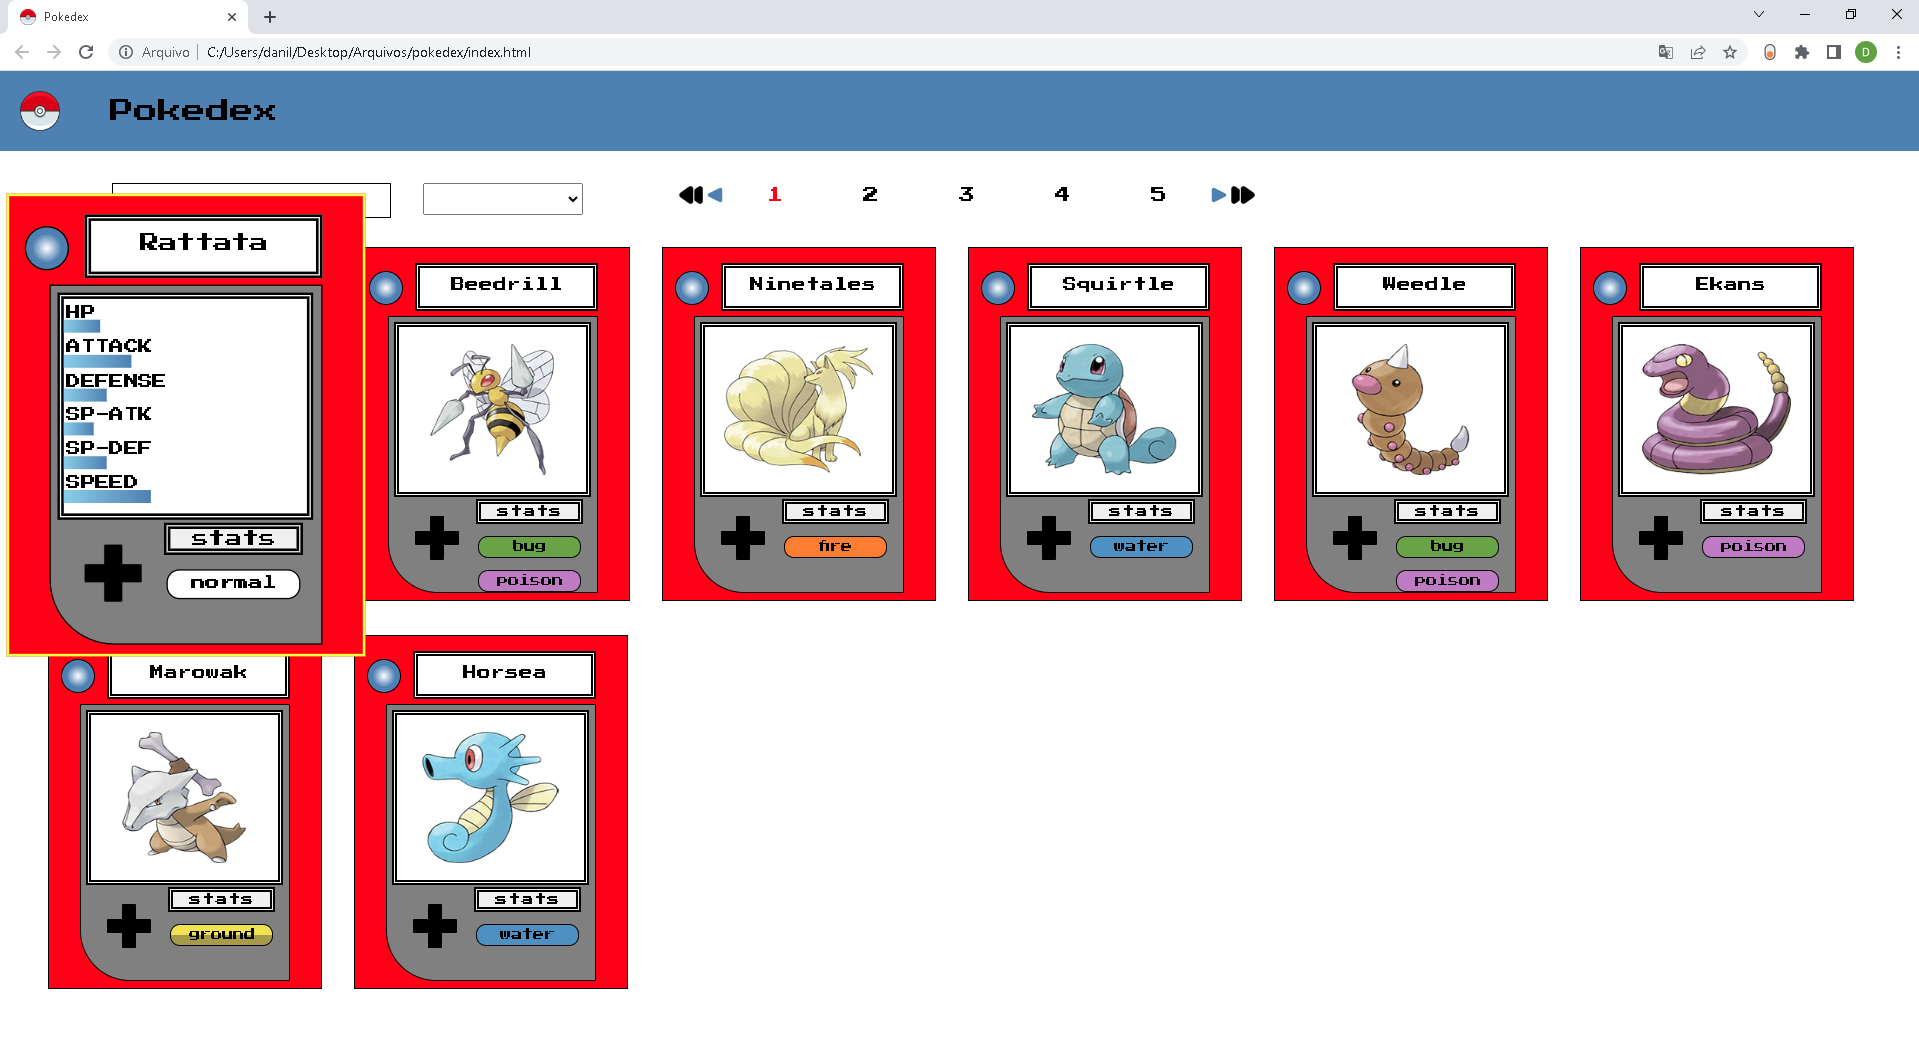 Pokedex
Arquivo
C:/Users/danil/Desktop/Arquivos/pokedex/index.html
D
Pokedex
1 2 3 4 5
Rattata
HP
ATTACK
DEFENSE
SP-ATK
SP-DEF
SPEED
stats
normal
Beedrill
stats
bug
poison
Ninetales
stats
fire
Squirtle
stats
water
Weedle
stats
bug
poison
Ekans
stats
poison
Marowak
stats
ground
Horsea
stats
water